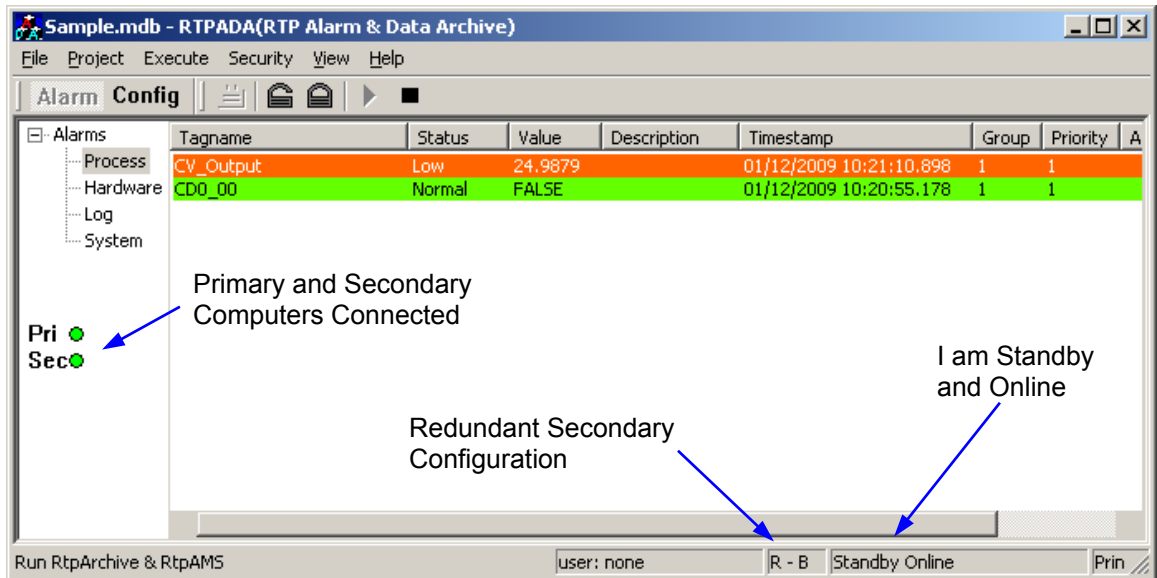 Sample.mdb - RTPADA(RTP Alarm & Data Archive)
File Project Execute Security View Help
Alarm Config
Alarms
Process
Hardware
Log
System
Tagname Status Value Description Timestamp Group Priority A
CV_Output Low 24.9879 01/12/2009 10:21:10.898 1 1
CD0_00 Normal FALSE 01/12/2009 10:20:55.178 1 1
Primary and Secondary
Computers Connected
Pri
Sec
I am Standby
and Online
Redundant Secondary
Configuration
Run RtpArchive & RtpAMS user: none R - B Standby Online Prin